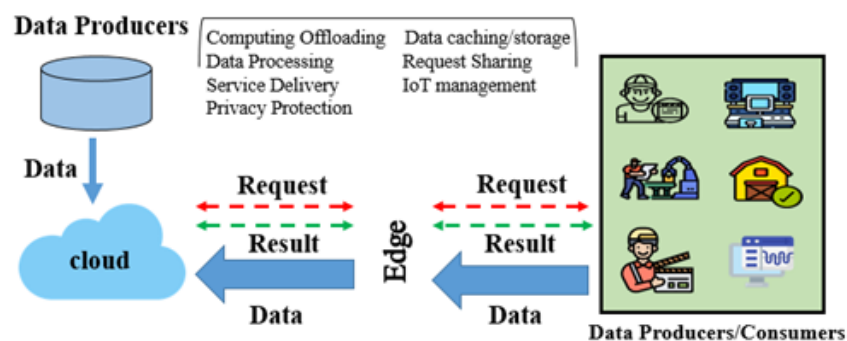 Data Producers
Computing Offloading Data caching/storage
Data Processing Request Sharing
Service Delivery IoT management
Privacy Protection
Data
cloud
Request
Result
Data
Edge
Request
Result
Data
Data Producers/Consumers